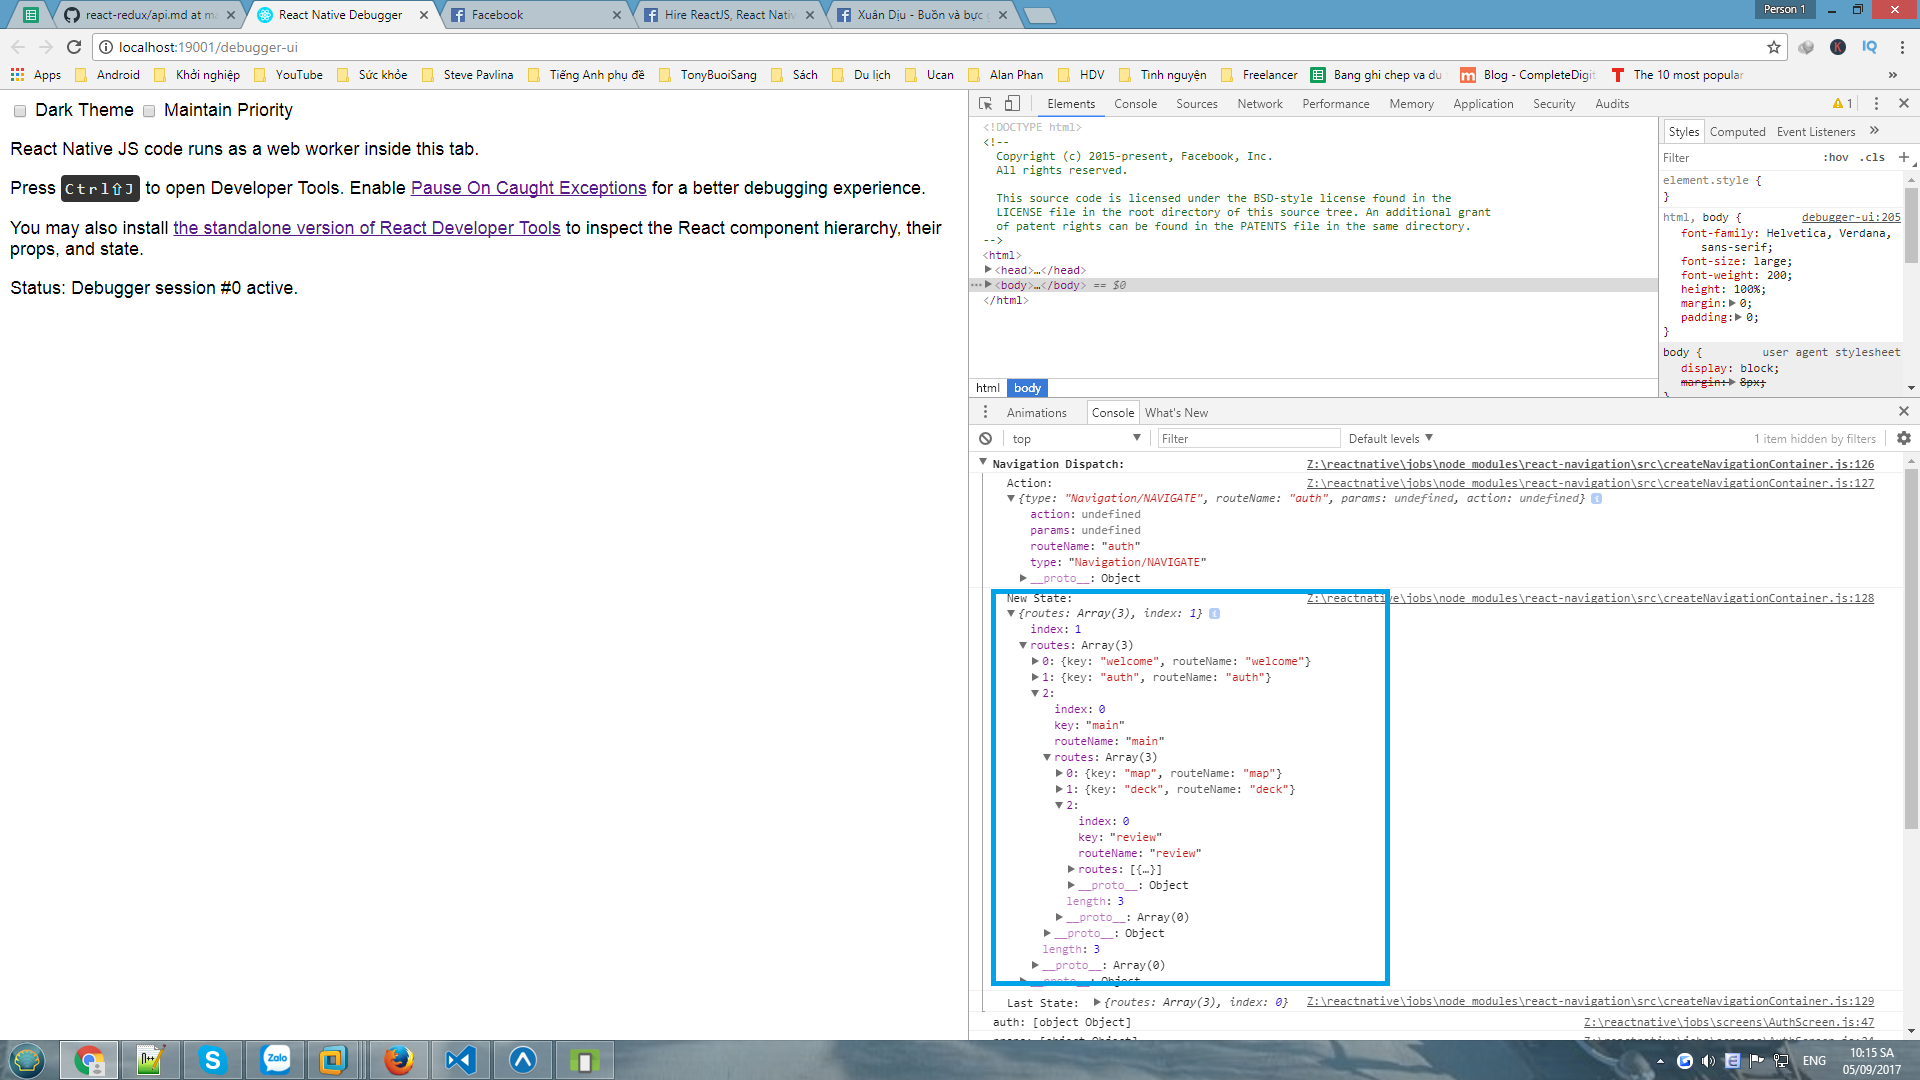 react-redux/api.md at ma
React Native Debugger
Facebook
Hire ReactJS, React Nativ
Xuân Dịu - Buồn và bực
Person 1
localhost:19001/debugger-ui
Apps Android Khởi nghiệp YouTube Sức khỏe Steve Pavlina Tiếng Anh phụ đề TonyBuoiSang Sách Du lịch Ucan Alan Phan HDV Tình nguyện Freelancer Bang ghi chep va du Blog - CompleteDigit The 10 most popular »
Dark Theme Maintain Priority
React Native JS code runs as a web worker inside this tab.
Press Ctrl⇧J to open Developer Tools. Enable Pause On Caught Exceptions for a better debugging experience.
You may also install the standalone version of React Developer Tools to inspect the React component hierarchy, their
props, and state.
Status: Debugger session #0 active.
Elements Console Sources Network Performance Memory Application Security Audits 1
<!DOCTYPE html>
<!--
Copyright (c) 2015-present, Facebook, Inc.
All rights reserved.
This source code is licensed under the BSD-style license found in the
LICENSE file in the root directory of this source tree. An additional grant
of patent rights can be found in the PATENTS file in the same directory.
-->
<html>
▶<head>…</head>
…▶<body>…</body> == $0
</html>
html body
Styles Computed Event Listeners »
Filter :hov .cls +
element.style {
}
html, body { debugger-ui:205
font-family: Helvetica, Verdana,
sans-serif;
font-size: large;
font-weight: 200;
height: 100%;
margin:▶0;
padding:▶0;
}
body { user agent stylesheet
display: block;
margin:▶8px;
}
Animations Console What's New
top ▼ Filter Default levels ▼ 1 item hidden by filters
▼ Navigation Dispatch: Z:\reactnative\jobs\node_modules\react-navigation\src\createNavigationContainer.js:126
Action: Z:\reactnative\jobs\node_modules\react-navigation\src\createNavigationContainer.js:127
▼{type: "Navigation/NAVIGATE", routeName: "auth", params: undefined, action: undefined}
action: undefined
params: undefined
routeName: "auth"
type: "Navigation/NAVIGATE"
▶__proto__: Object
New State: Z:\reactnative\jobs\node_modules\react-navigation\src\createNavigationContainer.js:128
▼{routes: Array(3), index: 1}
index: 1
▼routes: Array(3)
▶0: {key: "welcome", routeName: "welcome"}
▶1: {key: "auth", routeName: "auth"}
▼2:
index: 0
key: "main"
routeName: "main"
▼routes: Array(3)
▶0: {key: "map", routeName: "map"}
▶1: {key: "deck", routeName: "deck"}
▼2:
index: 0
key: "review"
routeName: "review"
▶routes: [{…}]
▶__proto__: Object
length: 3
▶__proto__: Array(0)
▶__proto__: Object
length: 3
▶__proto__: Array(0)
▶__proto__: Object
Last State: ▶{routes: Array(3), index: 0} Z:\reactnative\jobs\node_modules\react-navigation\src\createNavigationContainer.js:129
auth: [object Object] Z:\reactnative\jobs\screens\AuthScreen.js:47
Zalo
ENG
10:15 SA
05/09/2017